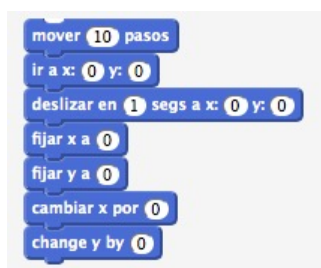 mover 10 pasos
ir a x: 0 y: 0
deslizar en 1 segs a x: 0 y: 0
fijar x a 0
fijar y a 0
cambiar x por 0
change y by 0